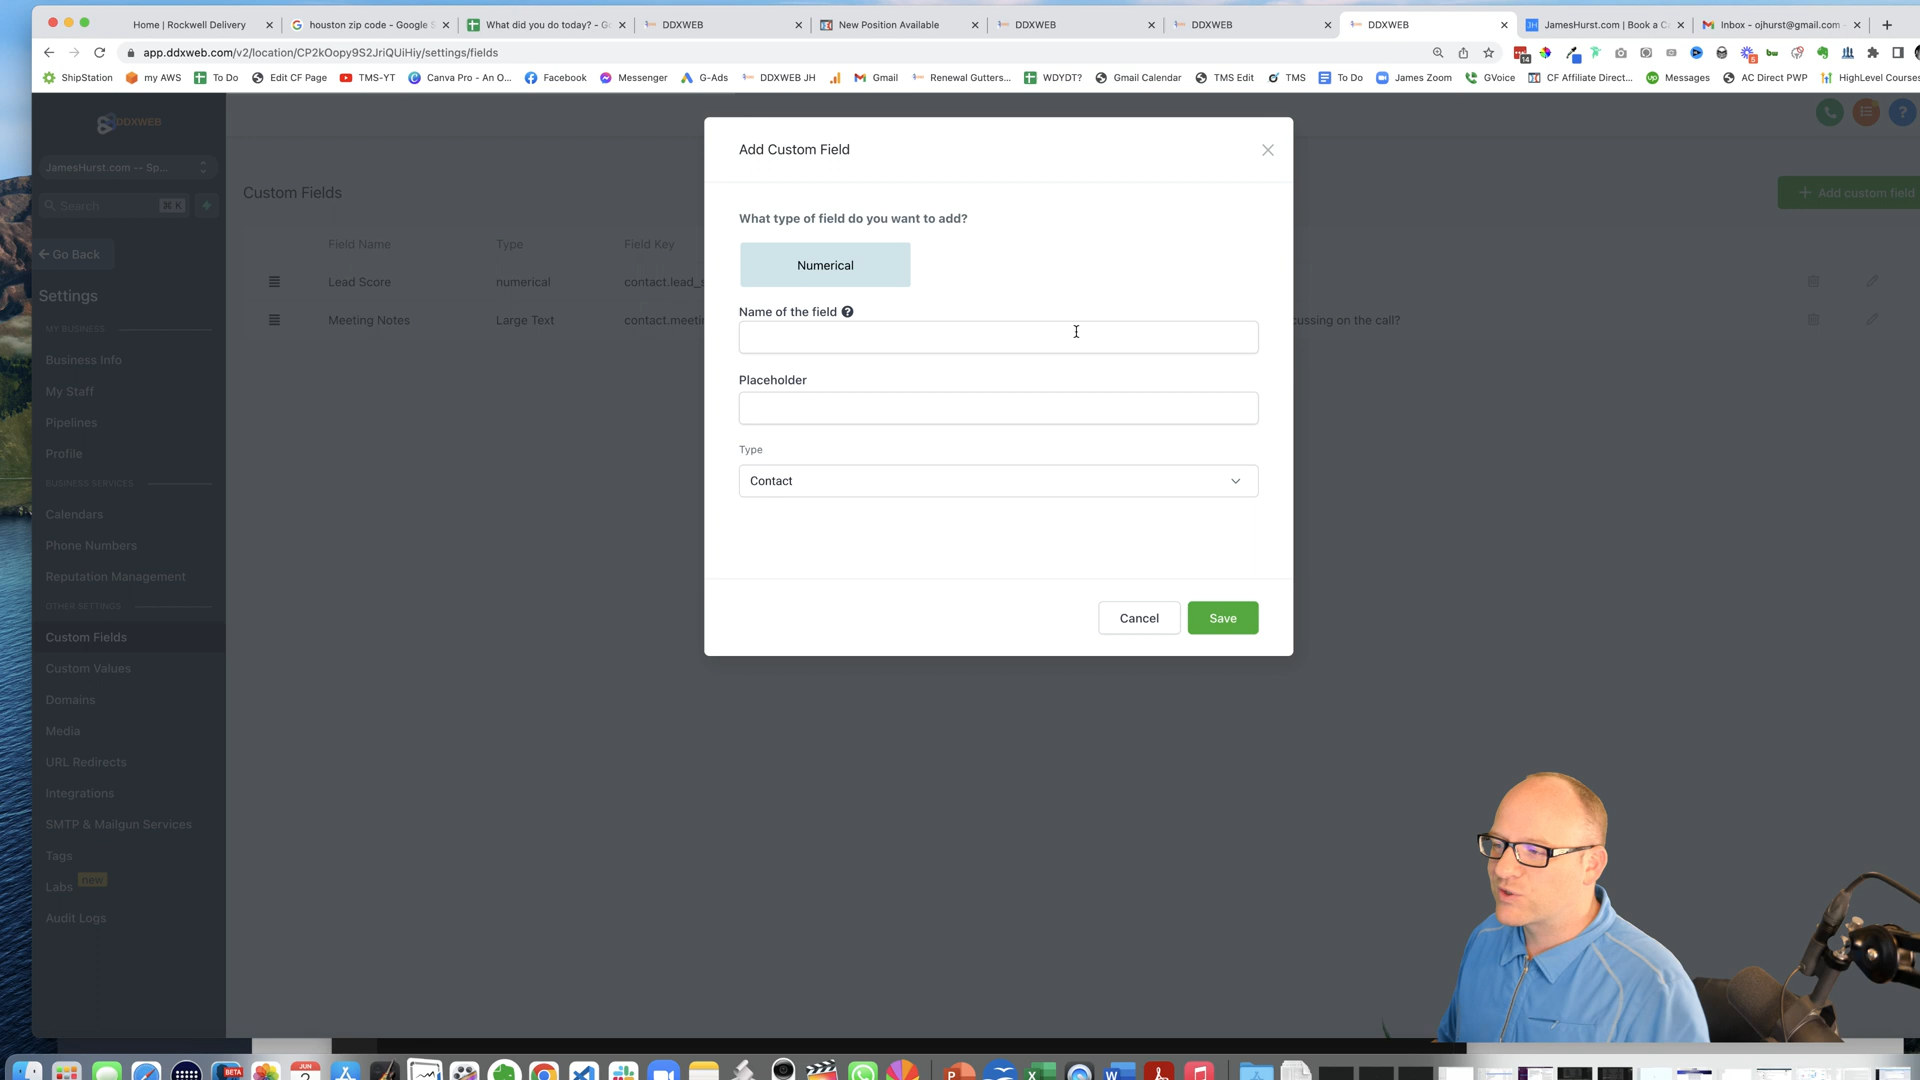 Home | Rockwell Delivery
houston zip code - Google S
What did you do today? - Go
DDXWEB
New Position Available
DDXWEB
DDXWEB
DDXWEB
JamesHurst.com | Book a C
Inbox - ojhurst@gmail.com
app.ddxweb.com/v2/location/CP2kOopy9S2JriQUiHiy/settings/fields
ShipStation
my AWS
To Do
Edit CF Page
TMS-YT
Canva Pro - An O...
Facebook
Messenger
G-Ads
DDXWEB JH
Gmail
Renewal Gutters...
WDYDT?
Gmail Calendar
TMS Edit
TMS
To Do
James Zoom
GVoice
CF Affiliate Direct...
Messages
AC Direct PWP
HighLevel Courses
DDXWEB
JamesHurst.com -- Sp...
Search
⌘ K
Go Back
Settings
MY BUSINESS
Business Info
My Staff
Pipelines
Profile
BUSINESS SERVICES
Calendars
Phone Numbers
Reputation Management
OTHER SETTINGS
Custom Fields
Custom Values
Domains
Media
URL Redirects
Integrations
SMTP & Mailgun Services
Tags
Labs new
Audit Logs
Custom Fields
+ Add custom field
Field Name Type Field Key
Lead Score numerical contact.lead_s
Meeting Notes Large Text contact.meeti
cussing on the call?
Add Custom Field
What type of field do you want to add?
Numerical
Name of the field ?
Placeholder
Type
Contact
Cancel Save
JUN
BETA